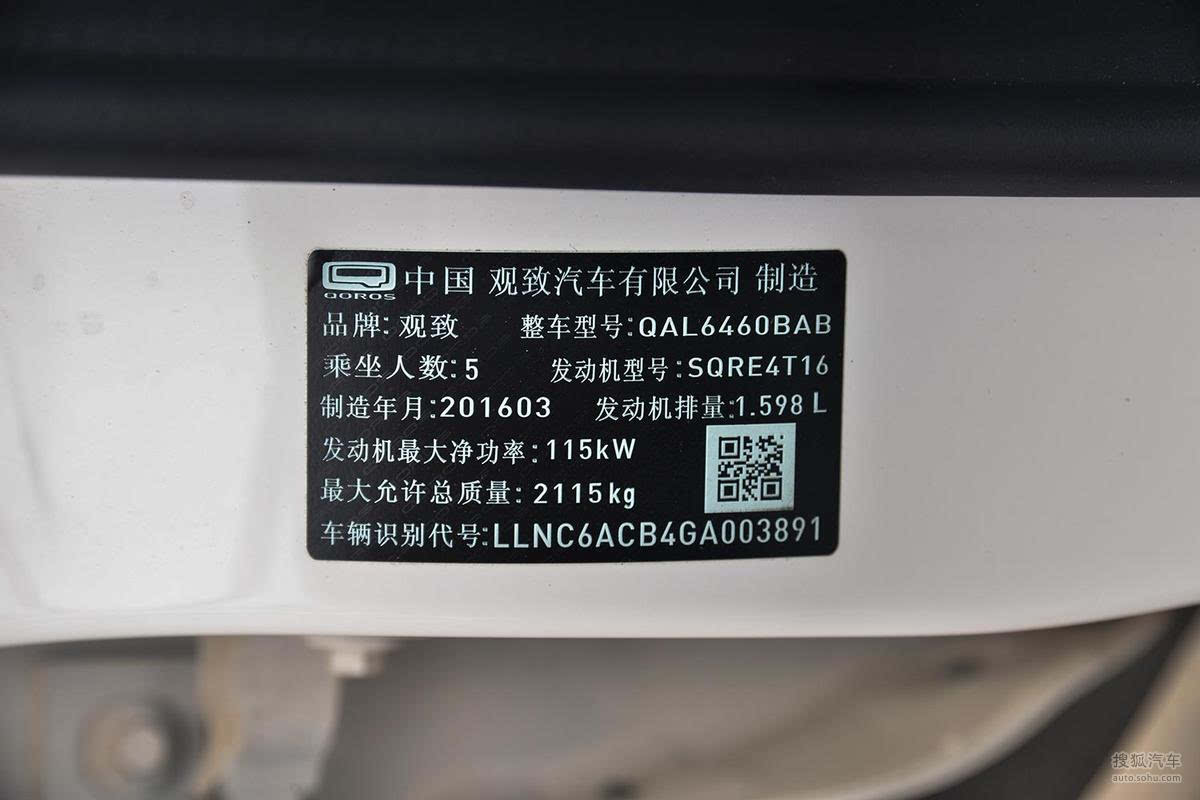 QOROS 中国 观致汽车有限公司 制造
品牌: 观致 整车型号:QAL6460BAB
乘坐人数:5 发动机型号:SQRE4T16
制造年月:201603 发动机排量:1.598 L
发动机最大净功率:115kW
最大允许总质量:2115kg
车辆识别代号:LLNC6ACB4GA003891
搜狐汽车
auto.sohu.com